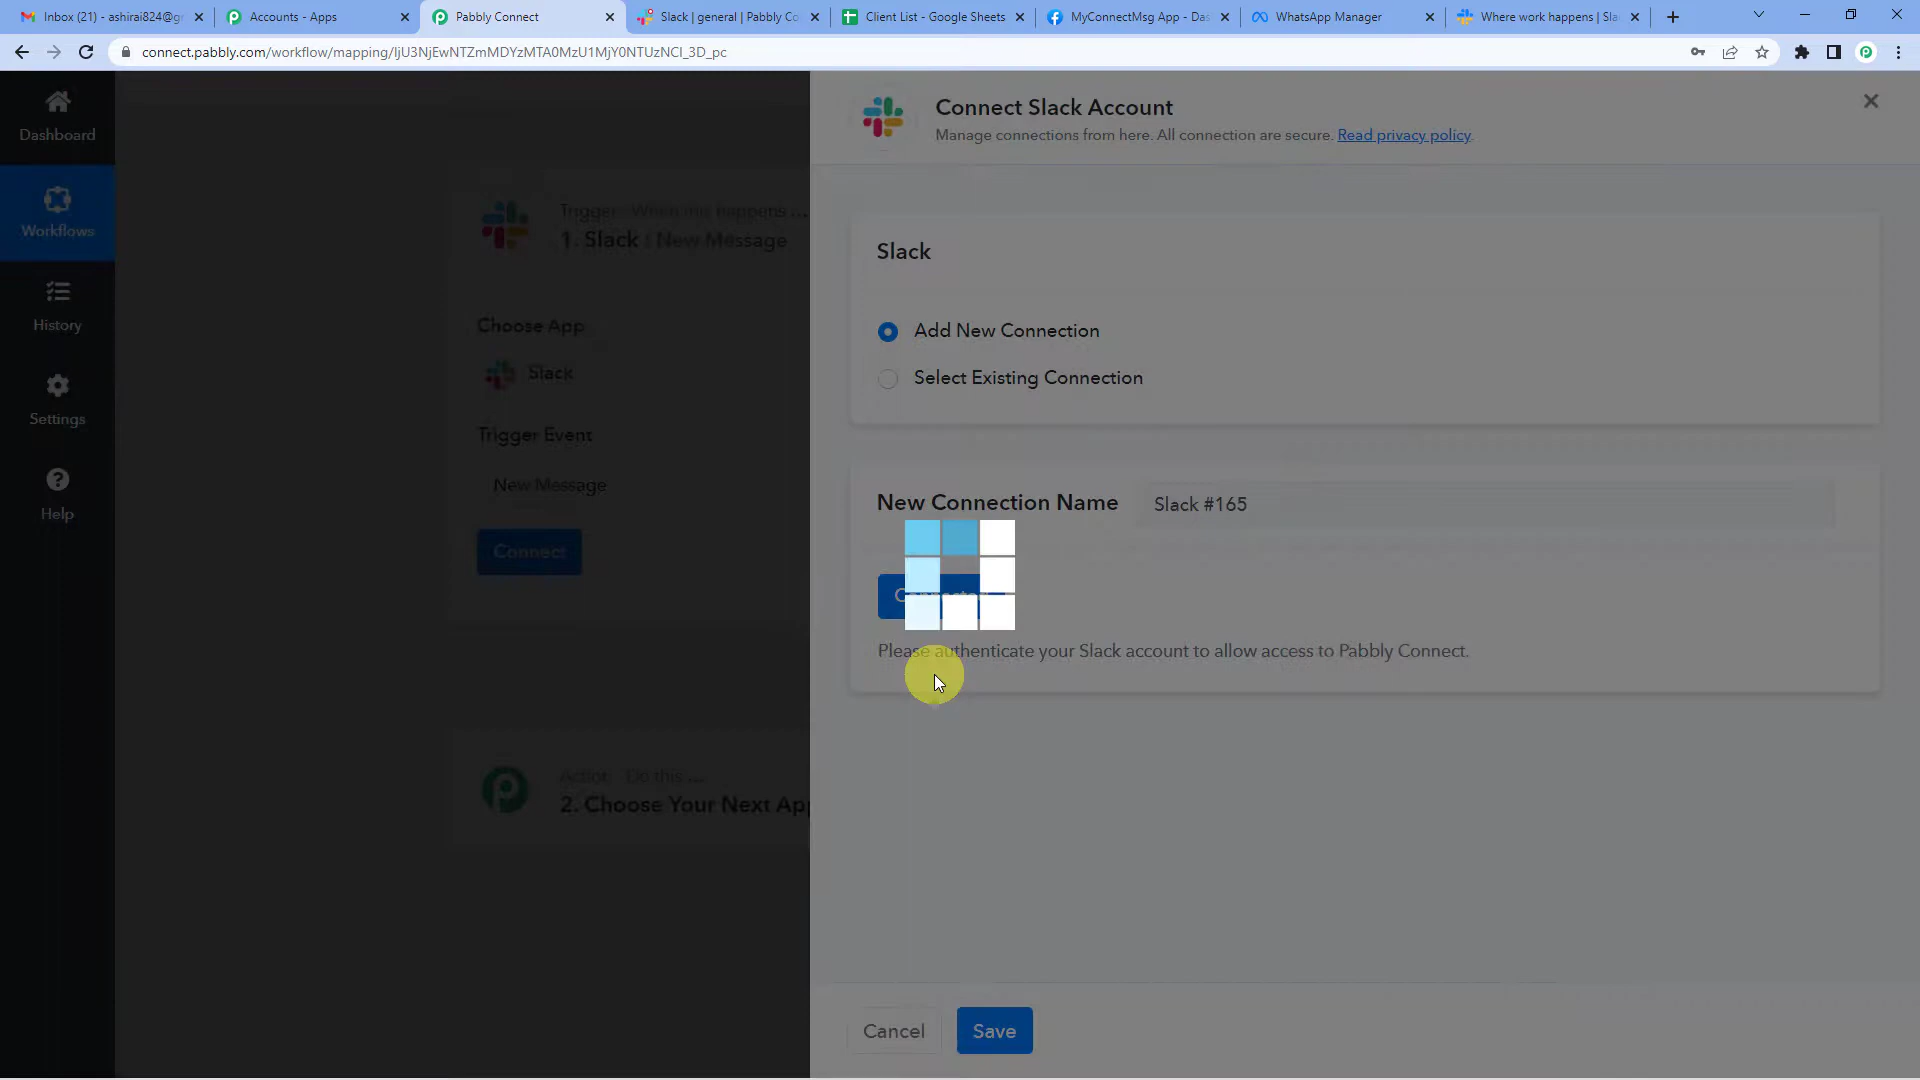 Inbox (21) - ashirai824@g
Accounts - Apps
Pabbly Connect
Slack | general | Pabbly Co
Client List - Google Sheets
MyConnectMsg App - Das
WhatsApp Manager
Where work happens | Sla
connect.pabbly.com/workflow/mapping/IjU3NjEwNTZmMDYzMTA0MzU1MjY0NTUzNCI_3D_pc
Dashboard
Workflows
History
Settings
Help
Trigger When this happens ...
1. Slack : New Message
Choose App
Slack
Trigger Event
New Message
Connect
Action Do this ...
2. Choose Your Next App
Connect Slack Account
Manage connections from here. All connection are secure. Read privacy policy.
Slack
Add New Connection
Select Existing Connection
New Connection Name
Slack #165
Please authenticate your Slack account to allow access to Pabbly Connect.
Cancel
Save